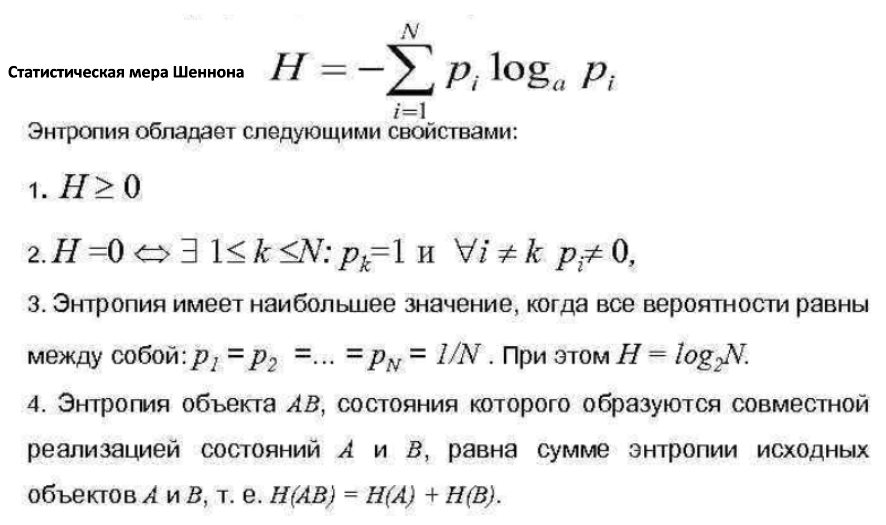 Статистическая мера Шеннона H = −∑_{i=1}^{N} p_i log_a p_i
Энтропия обладает следующими свойствами:
1. H ≥ 0
2. H =0 ⇔ ∃ 1≤ k ≤N: p_k=1 и ∀i ≠ k p_i≠ 0,
3. Энтропия имеет наибольшее значение, когда все вероятности равны
между собой: p_1 = p_2 =... = p_N = 1/N . При этом H = log_2N.
4. Энтропия объекта AB, состояния которого образуются совместной
реализацией состояний A и B, равна сумме энтропии исходных
объектов A и B, т. е. H(AB) = H(A) + H(B).